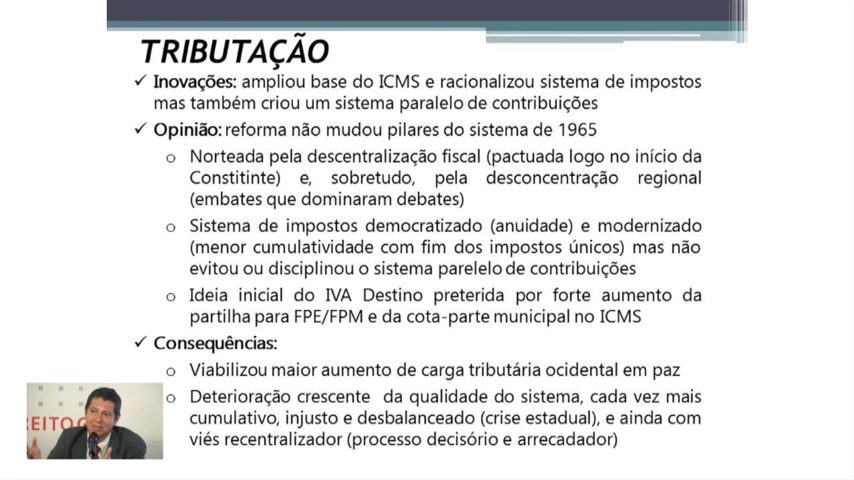 TRIBUTAÇÃO
✓ Inovações: ampliou base do ICMS e racionalizou sistema de impostos
mas também criou um sistema paralelo de contribuições
✓ Opinião: reforma não mudou pilares do sistema de 1965
o Norteada pela descentralização fiscal (pactuada logo no início da
Constitinte) e, sobretudo, pela desconcentração regional
(embates que dominaram debates)
o Sistema de impostos democratizado (anuidade) e modernizado
(menor cumulatividade com fim dos impostos únicos) mas não
evitou ou disciplinou o sistema parelelo de contribuições
o Ideia inicial do IVA Destino preterida por forte aumento da
partilha para FPE/FPM e da cota-parte municipal no ICMS
✓ Consequências:
o Viabilizou maior aumento de carga tributária ocidental em paz
o Deterioração crescente da qualidade do sistema, cada vez mais
cumulativo, injusto e desbalanceado (crise estadual), e ainda com
viés recentralizador (processo decisório e arrecadador)